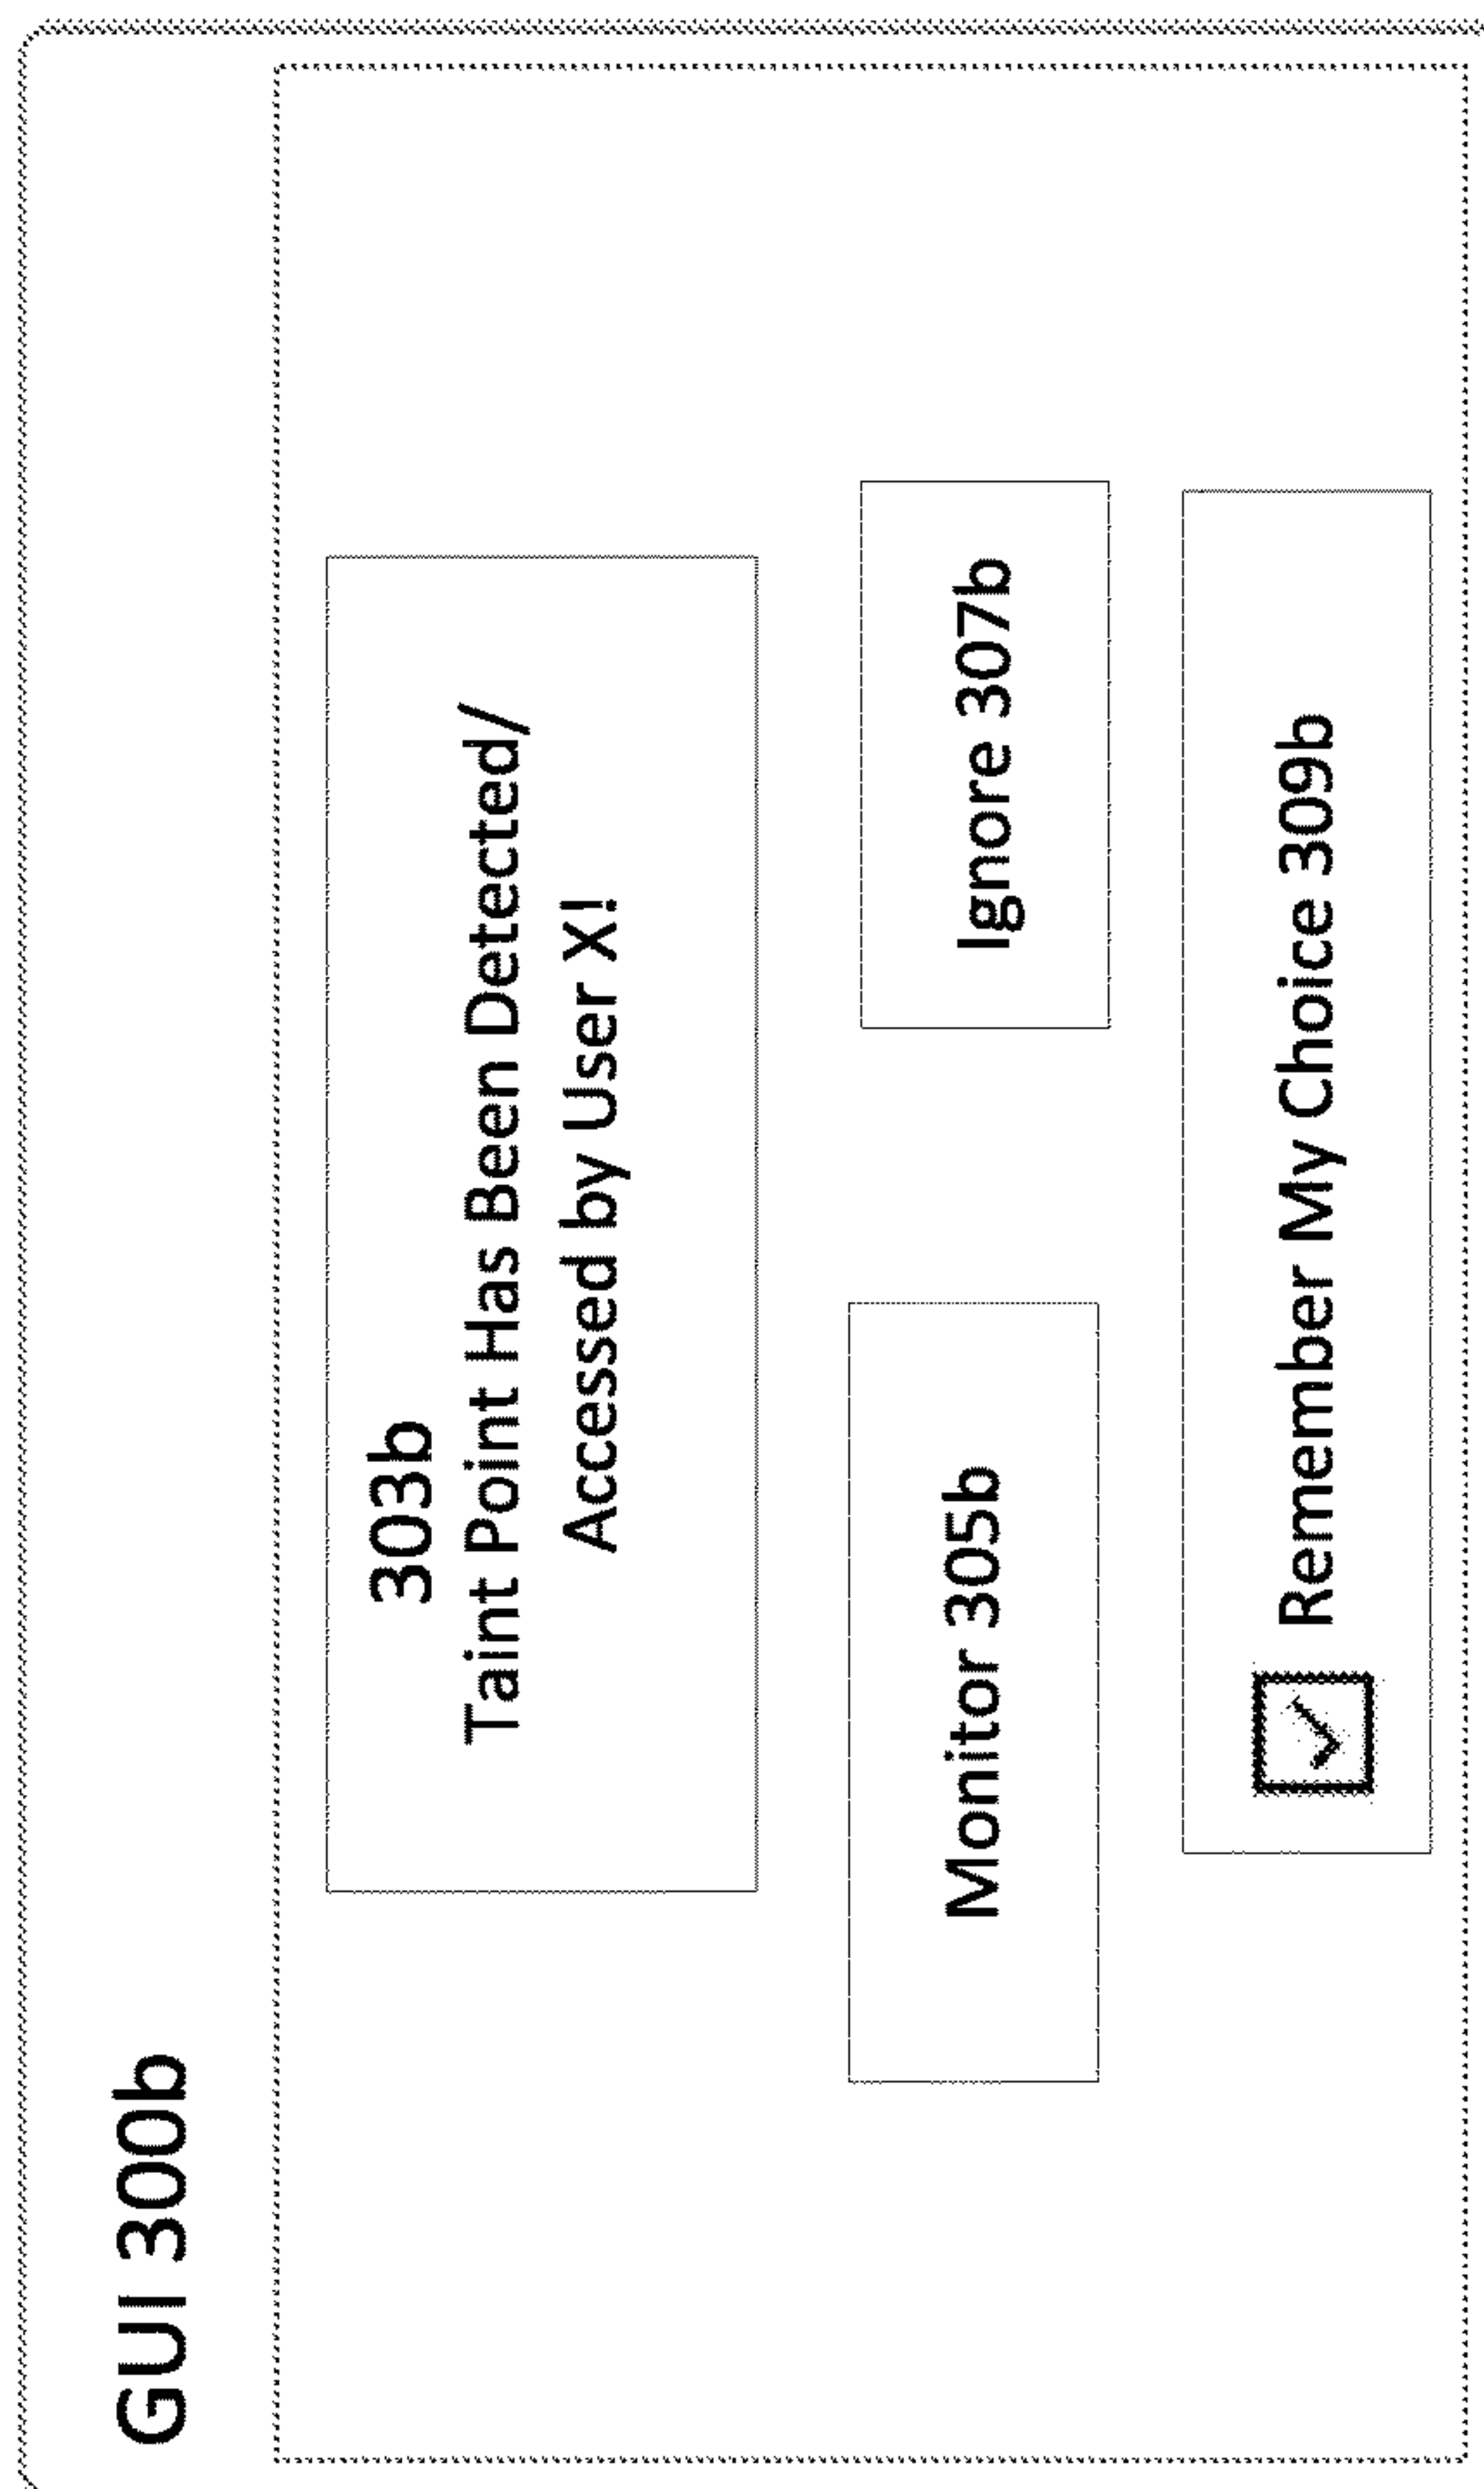 GUI 300b
303b
Taint Point Has Been Detected/
Accessed by User X!
Monitor 305b
Ignore 307b
Remember My Choice 309b